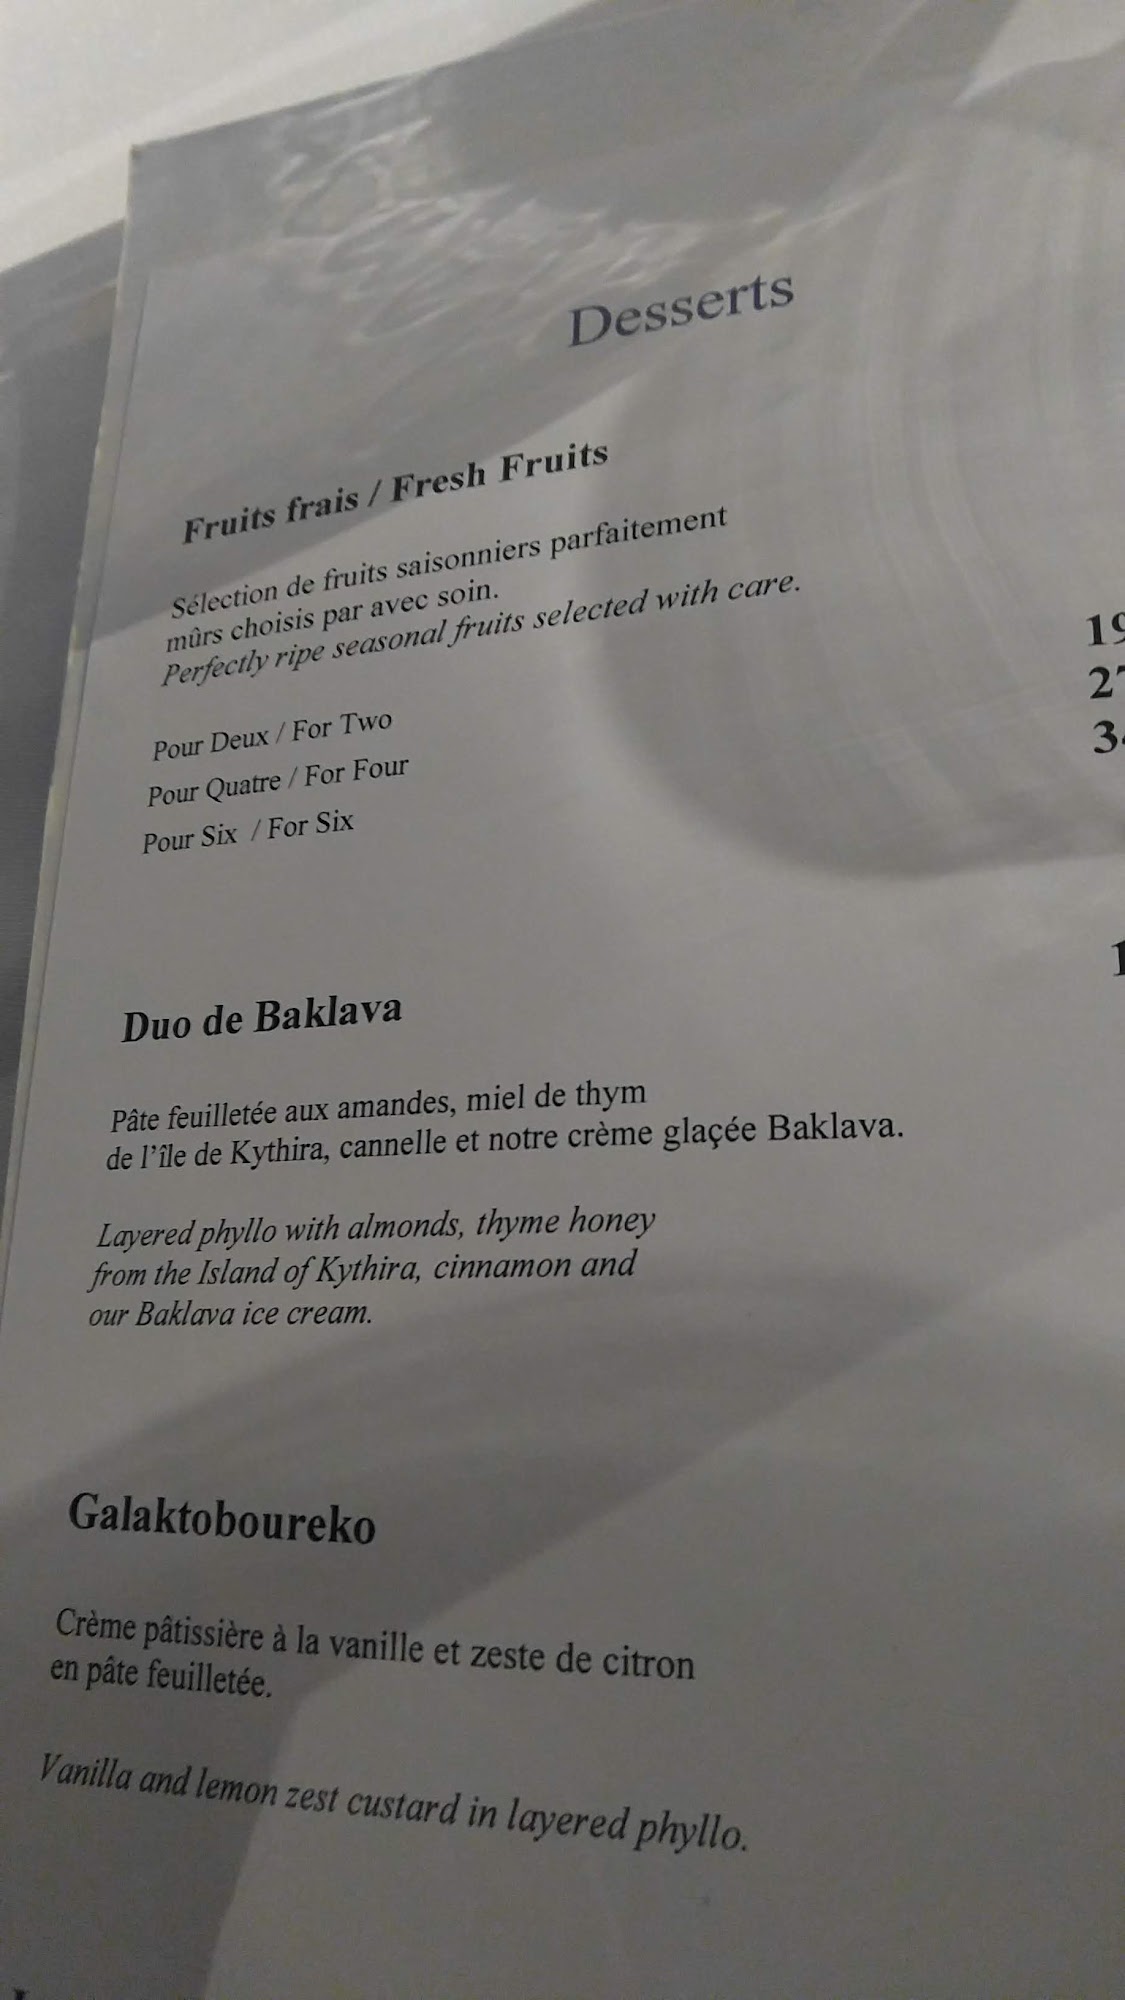 Desserts
Fruits frais / Fresh Fruits
Sélection de fruits saisonniers parfaitement
mûrs choisis par avec soin.
Perfectly ripe seasonal fruits selected with care.
Pour Deux / For Two
19
Pour Quatre / For Four
27
Pour Six / For Six
Duo de Baklava
Pâte feuilletée aux amandes, miel de thym
de l'île de Kythira, cannelle et notre crème glaçée Baklava.
Layered phyllo with almonds, thyme honey
from the Island of Kythira, cinnamon and
our Baklava ice cream.
Galaktoboureko
Crème pâtissière à la vanille et zeste de citron
en pâte feuilletée.
Vanilla and lemon zest custard in layered phyllo.